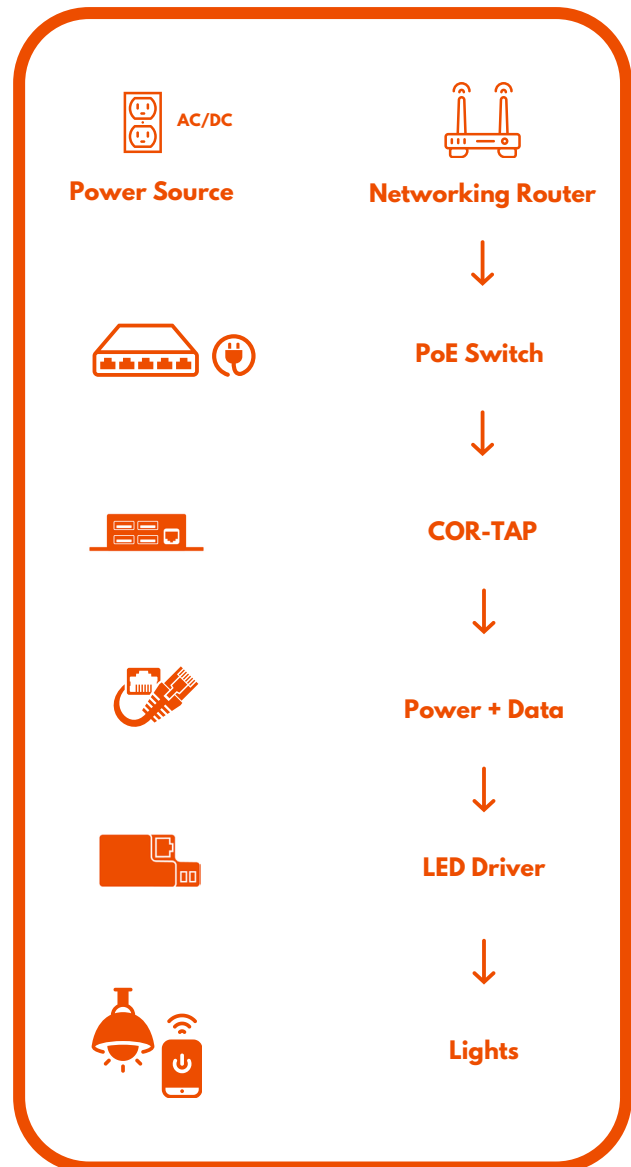 AC/DC
Power Source
Networking Router
PoE Switch
COR-TAP
Power + Data
LED Driver
Lights